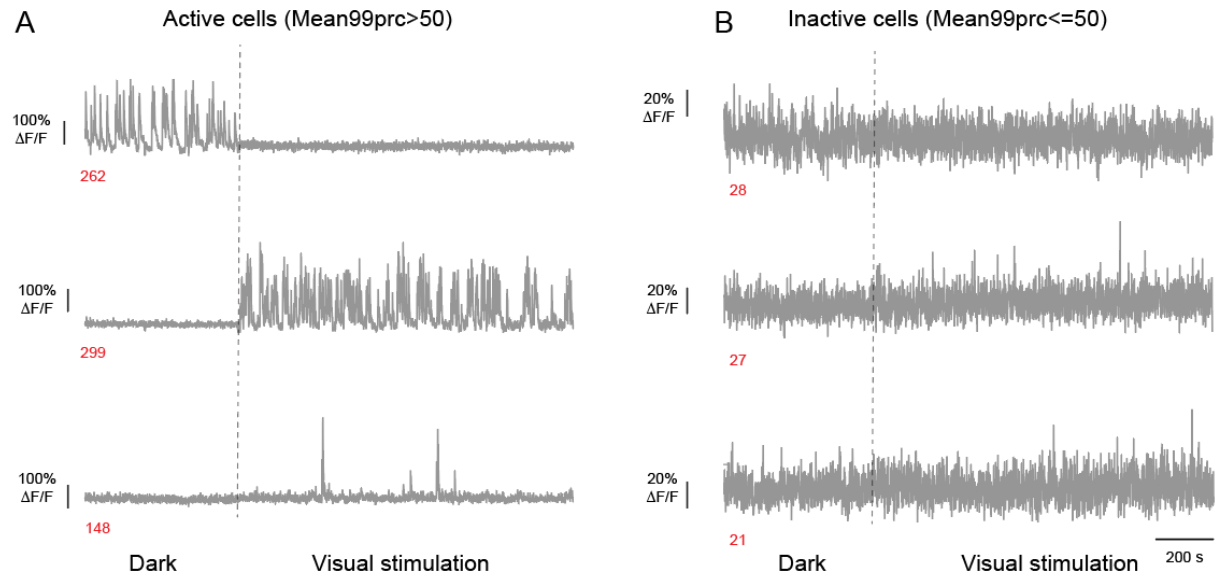 A
Active cells (Mean99prc>50)
100%
ΔF/F
262
100%
ΔF/F
299
100%
ΔF/F
148
Dark
Visual stimulation
B
Inactive cells (Mean99prc<=50)
20%
ΔF/F
28
20%
ΔF/F
27
20%
ΔF/F
21
200 s
Dark
Visual stimulation